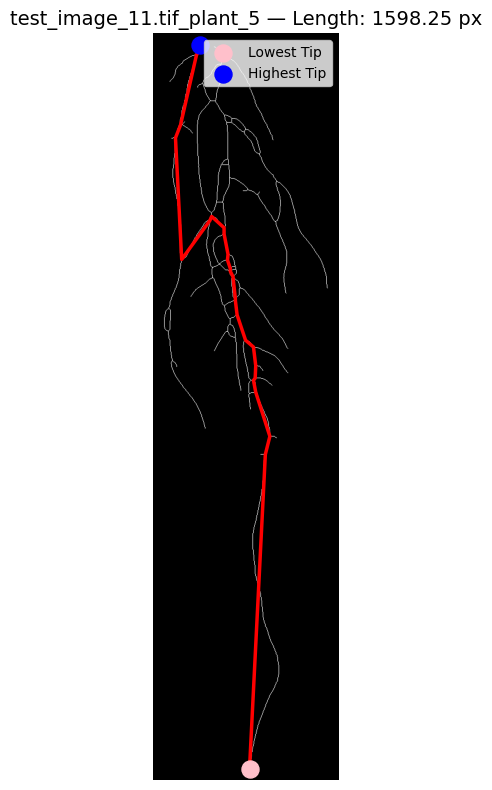 test_image_11.tif_plant_5 — Length: 1598.25 px
Lowest Tip
Highest Tip